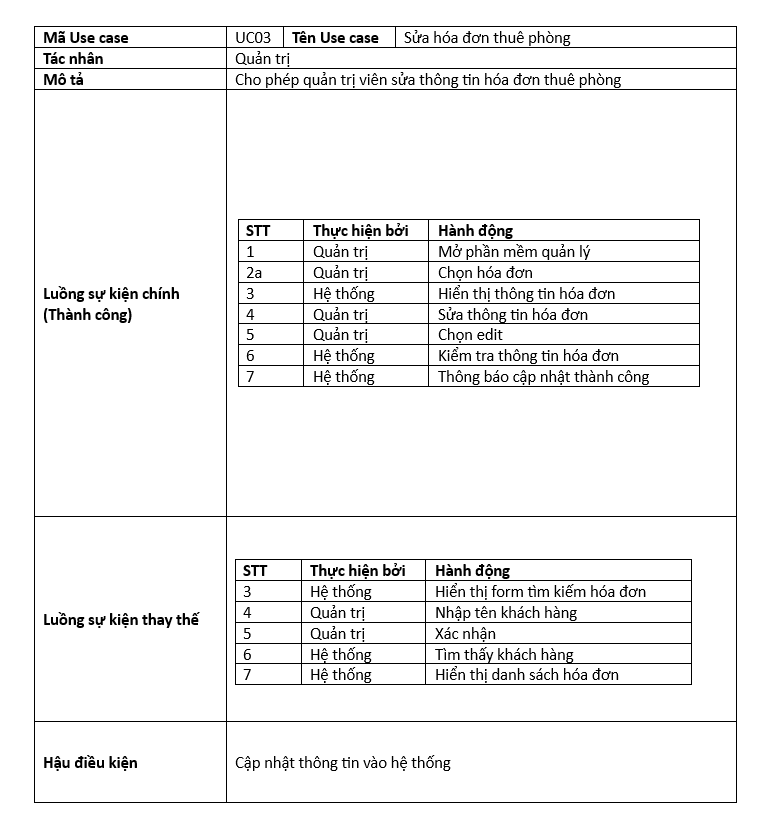 Mã Use case UC03 Tên Use case Sửa hóa đơn thuê phòng
Tác nhân Quản trị
Mô tả Cho phép quản trị viên sửa thông tin hóa đơn thuê phòng
Luồng sự kiện chính
(Thành công)
STT Thực hiện bởi Hành động
1 Quản trị Mở phần mềm quản lý
2a Quản trị Chọn hóa đơn
3 Hệ thống Hiển thị thông tin hóa đơn
4 Quản trị Sửa thông tin hóa đơn
5 Quản trị Chọn edit
6 Hệ thống Kiểm tra thông tin hóa đơn
7 Hệ thống Thông báo cập nhật thành công
Luồng sự kiện thay thế
STT Thực hiện bởi Hành động
3 Hệ thống Hiển thị form tìm kiếm hóa đơn
4 Quản trị Nhập tên khách hàng
5 Quản trị Xác nhận
6 Hệ thống Tìm thấy khách hàng
7 Hệ thống Hiển thị danh sách hóa đơn
Hậu điều kiện Cập nhật thông tin vào hệ thống